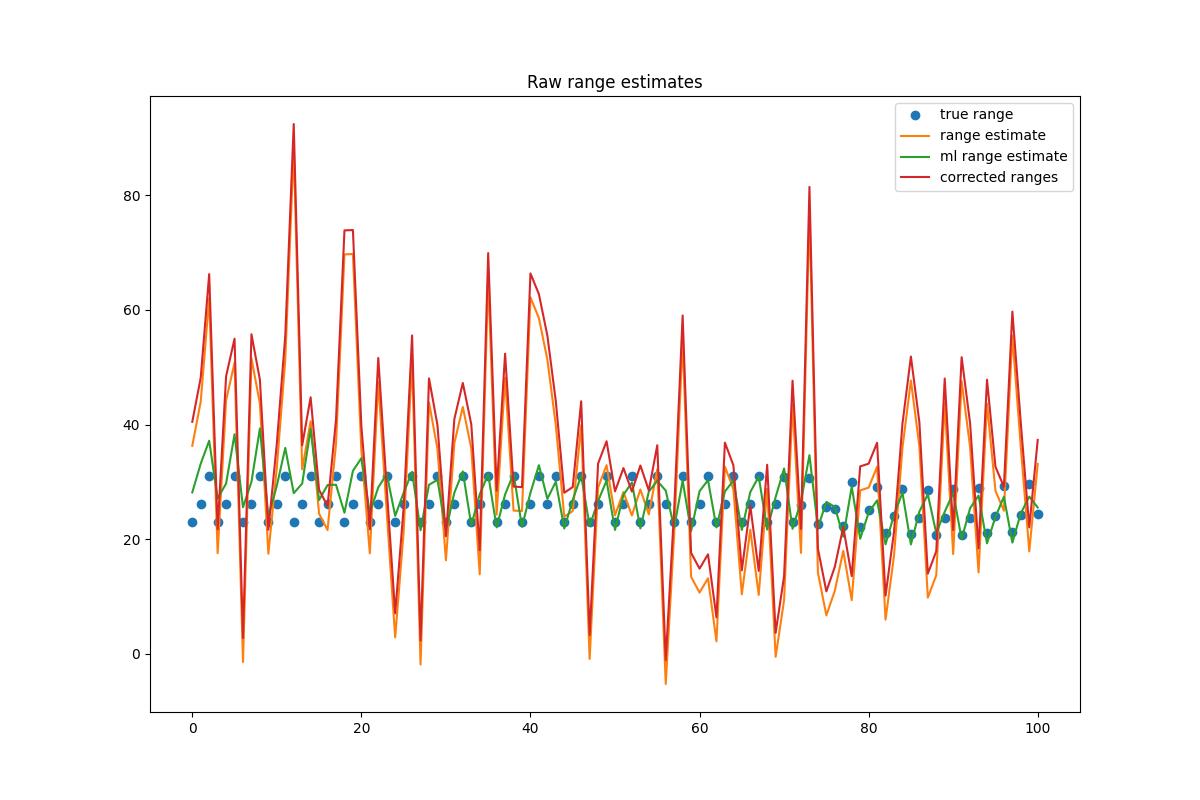 Raw range estimates
true range
range estimate
ml range estimate
corrected ranges
80
60
40
20
0
0 20 40 60 80 100